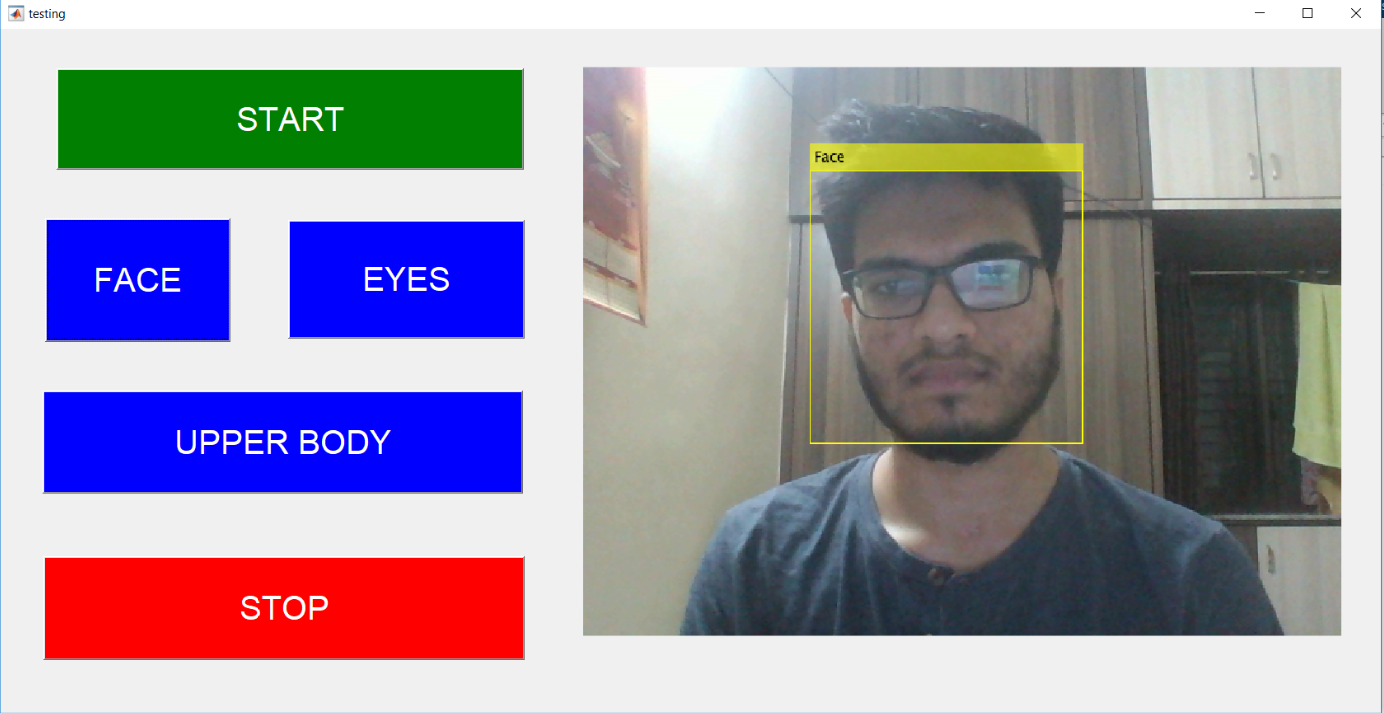 testing
START
FACE
EYES
UPPER BODY
STOP
Face